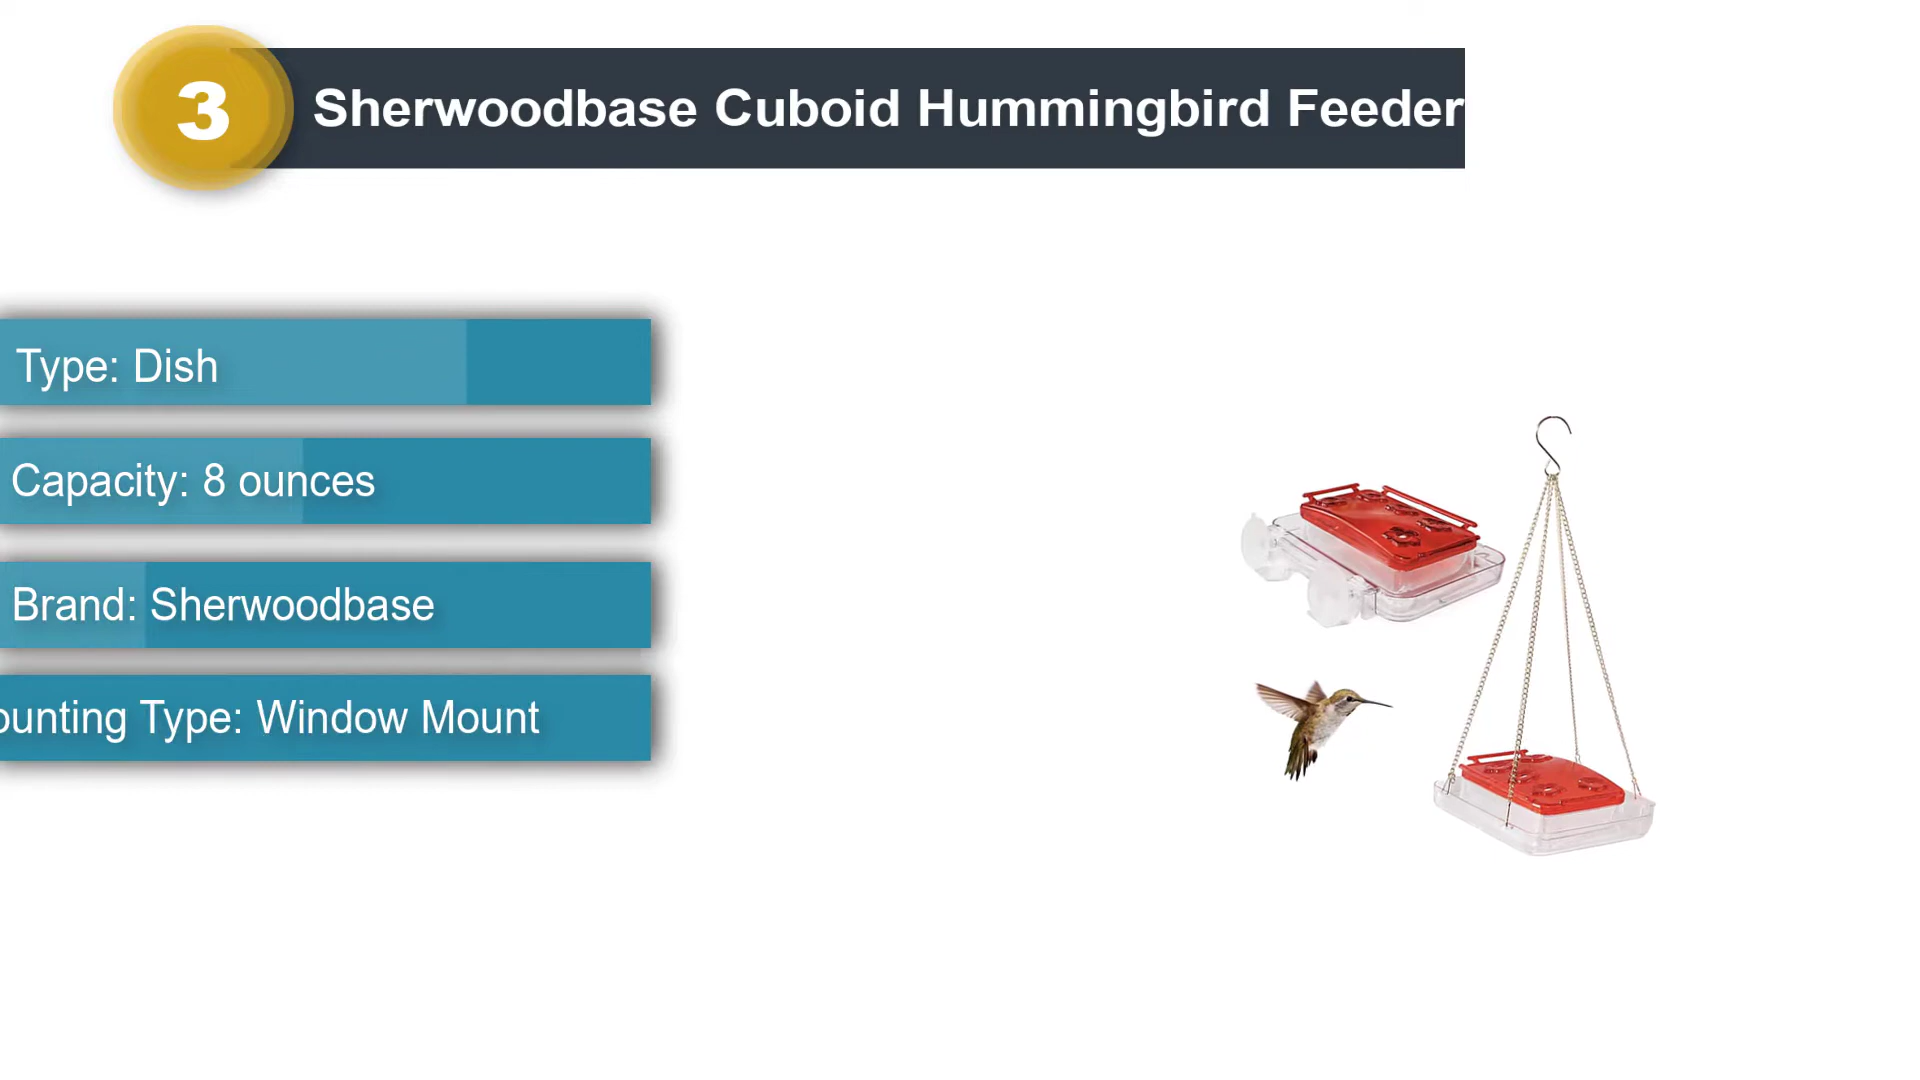 3
Sherwoodbase Cuboid Hummingbird Feeder
Type: Dish
Capacity: 8 ounces
Brand: Sherwoodbase
ounting Type: Window Mount